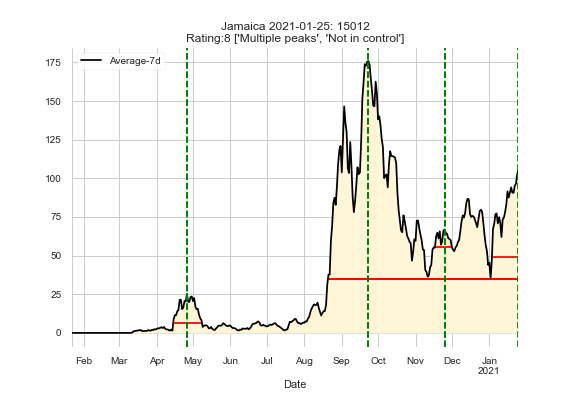 Jamaica 2021-01-25: 15012
Rating:8 ['Multiple peaks', 'Not in control']
Average-7d
175
150
125
100
75
50
25
0
Feb Mar Apr May Jun Jul Aug Sep Oct Nov Dec Jan
2021
Date